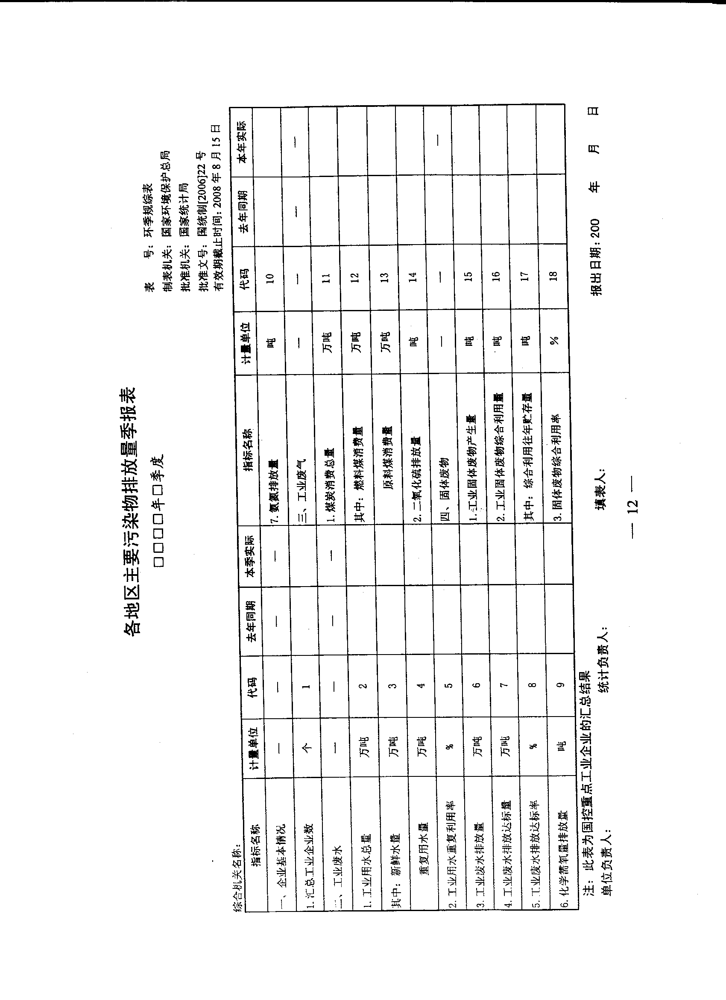 各地区主要污染物排放量季报表
□□□□年□季度
表　　号：环季规综表
制表机关：国家环境保护总局
批准机关：国家统计局
批准文号：国统制[2006]22 号
有效期截止时间：2008 年 8 月 15 日
综合机关名称：
指标名称 计量单位 代码 去年同期 本季实际 指标名称 计量单位 代码 去年同期 本年实际
一、企业基本情况 — — — — 7.氨氮排放量 吨 10
1.汇总工业企业数 个 1 三、工业废气 — — — —
二、工业废水 — — — — 1.煤炭消费总量 万吨 11
1.工业用水总量 万吨 2 其中：燃料煤消费量 万吨 12
其中：新鲜水量 万吨 3 原料煤消费量 万吨 13
重复用水量 万吨 4 2.二氧化硫排放量 吨 14
2.工业用水重复利用率 % 5 四、固体废物 — — —
3.工业废水排放量 万吨 6 1.工业固体废物产生量 吨 15
4.工业废水排放达标量 万吨 7 2.工业固体废物综合利用量 吨 16
5.工业废水排放达标率 % 8 其中：综合利用往年贮存量 吨 17
6.化学需氧量排放量 吨 9 3.固体废物综合利用率 % 18
注：此表为国控重点工业企业的汇总结果
单位负责人： 统计负责人： 填表人： 报出日期：200 年 月 日
— 12 —